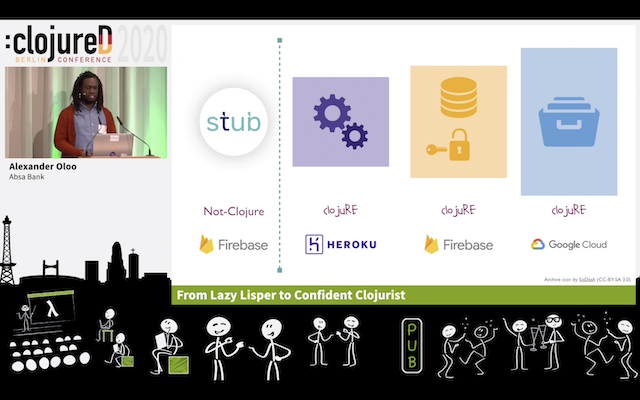 :clojureD 2020
BERLIN CONFERENCE
Alexander Oloo
Absa Bank
stub
Not-Clojure
clojuRE
clojuRE
clojuRE
Firebase
HEROKU
Firebase
Google Cloud
Archive icon by SoDesh (CC-BY-SA 3.0)
From Lazy Lisper to Confident Clojurist
λ
PUB